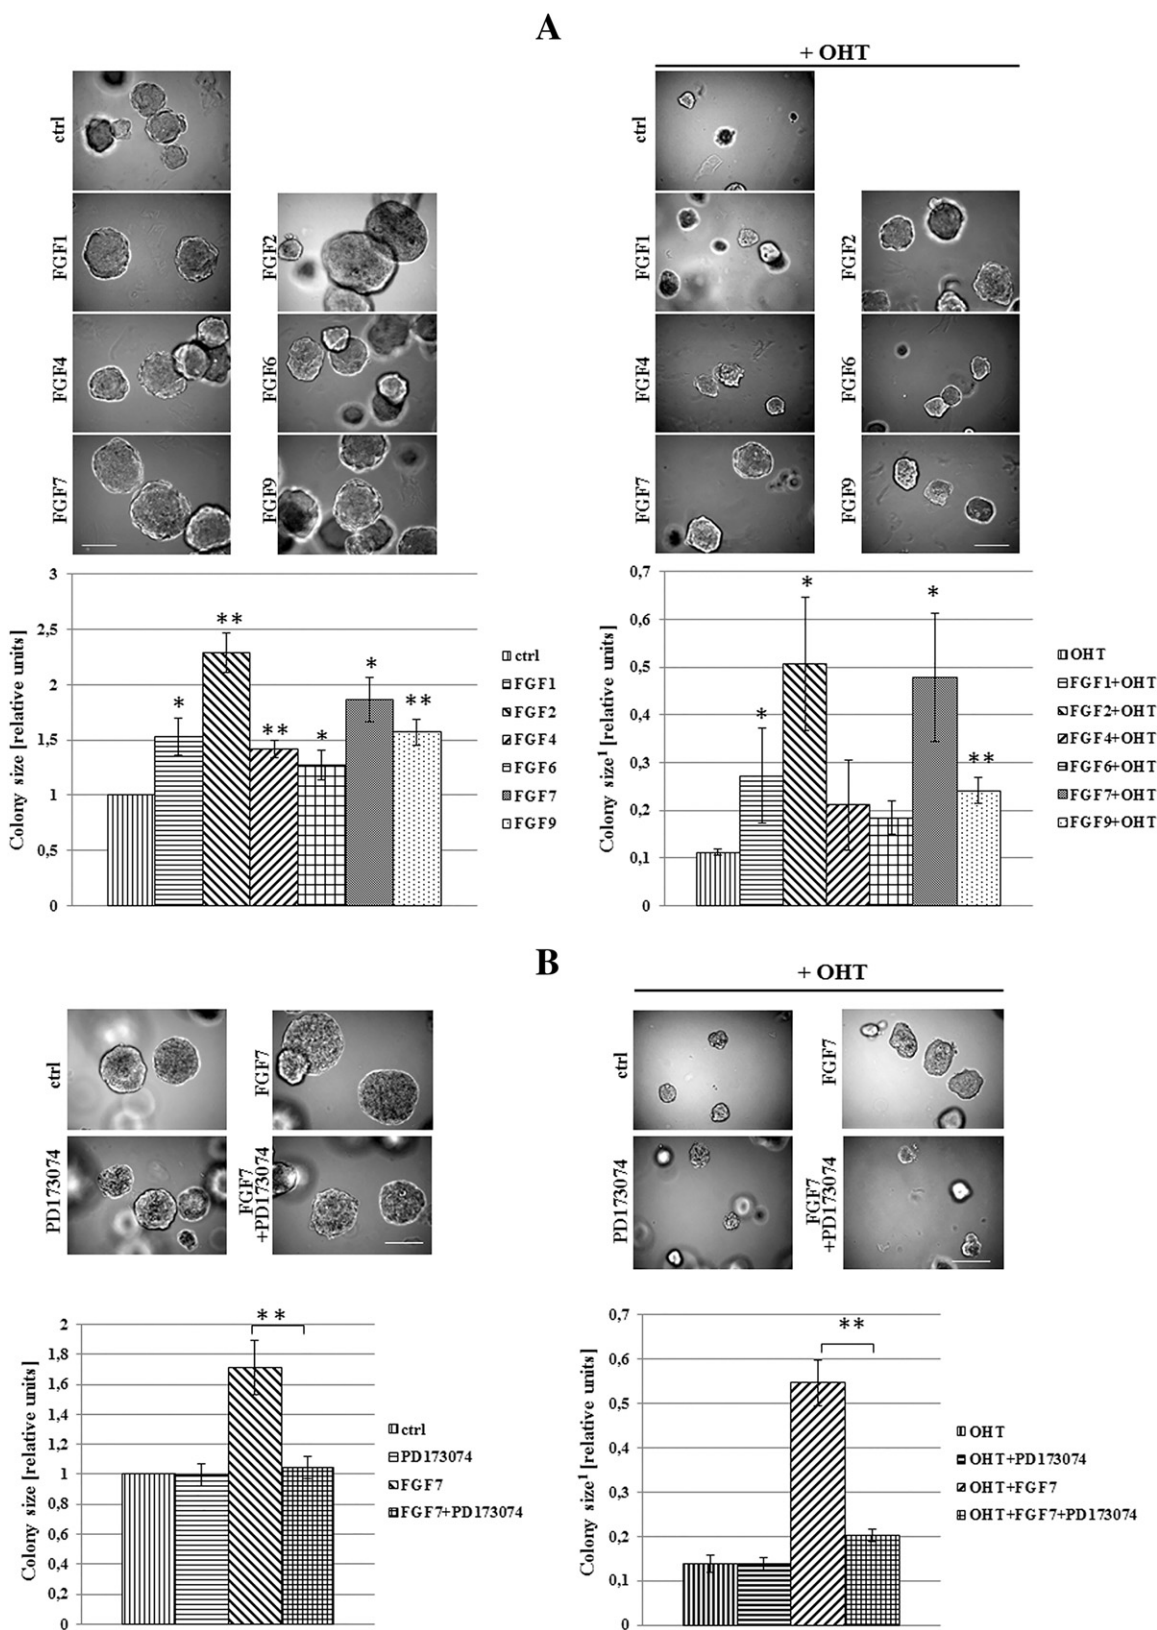 A
ctrl
FGF1
FGF2
FGF4
FGF6
FGF7
FGF9
+ OHT
ctrl
FGF1
FGF2
FGF4
FGF6
FGF7
FGF9
Colony size [relative units]
3
2,5
2
1,5
1
0,5
0
*
**
**
*
*
**
ctrl
FGF1
FGF2
FGF4
FGF6
FGF7
FGF9
Colony size¹ [relative units]
0,7
0,6
0,5
0,4
0,3
0,2
0,1
0
*
*
*
**
OHT
FGF1+OHT
FGF2+OHT
FGF4+OHT
FGF6+OHT
FGF7+OHT
FGF9+OHT
B
ctrl
FGF7
PD173074
FGF7
+PD173074
+ OHT
ctrl
FGF7
PD173074
FGF7
+PD173074
Colony size [relative units]
2
1,8
1,6
1,4
1,2
1
0,8
0,6
0,4
0,2
0
**
ctrl
PD173074
FGF7
FGF7+PD173074
Colony size¹ [relative units]
0,7
0,6
0,5
0,4
0,3
0,2
0,1
0
**
OHT
OHT+PD173074
OHT+FGF7
OHT+FGF7+PD173074